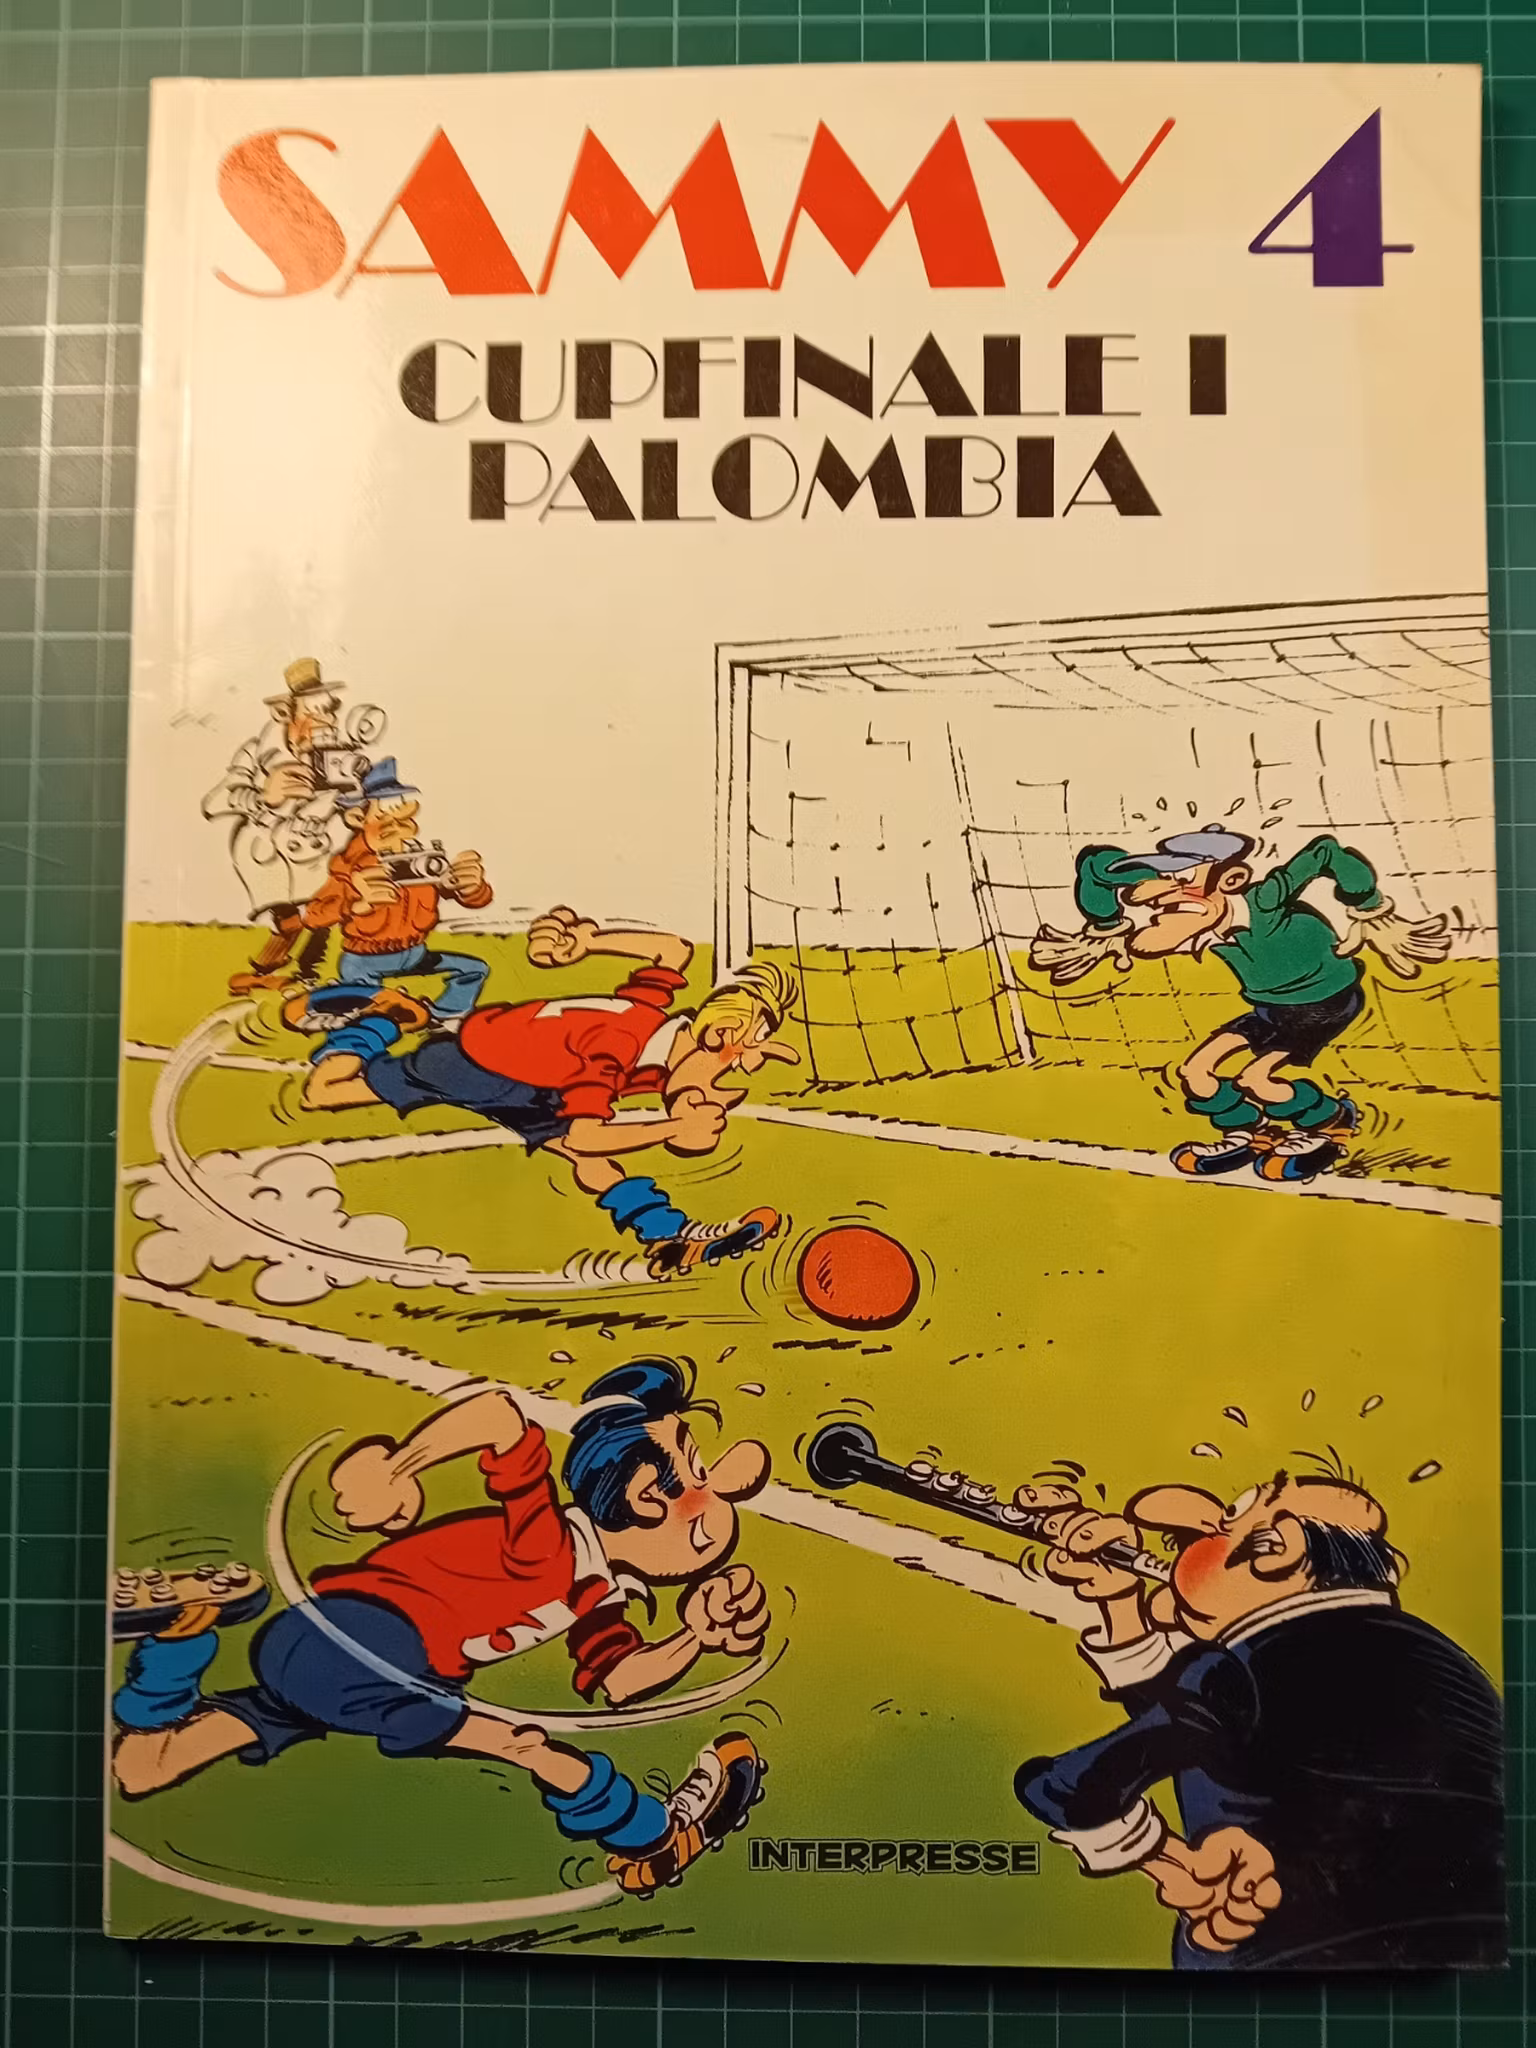 SAMMY 4
CUPFINALE I
PALOMBIA
INTERPRESSE